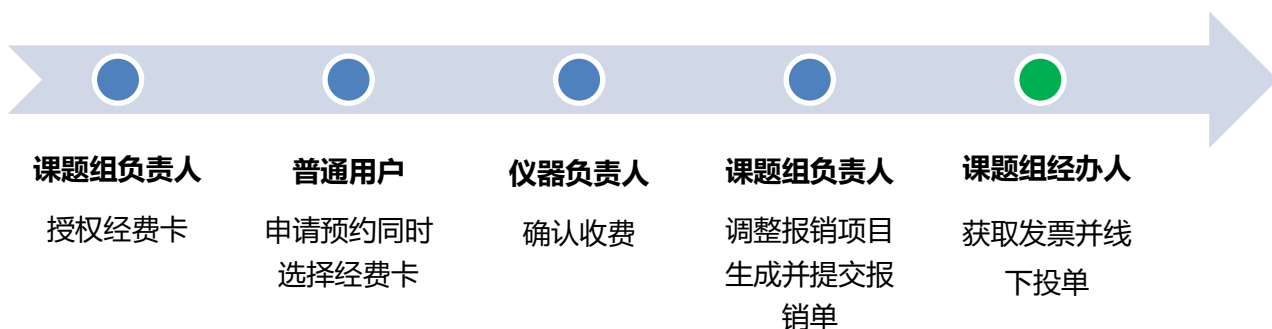 课题组负责人
授权经费卡
普通用户
申请预约同时
选择经费卡
仪器负责人
确认收费
课题组负责人
调整报销项目
生成并提交报
销单
课题组经办人
获取发票并线
下投单